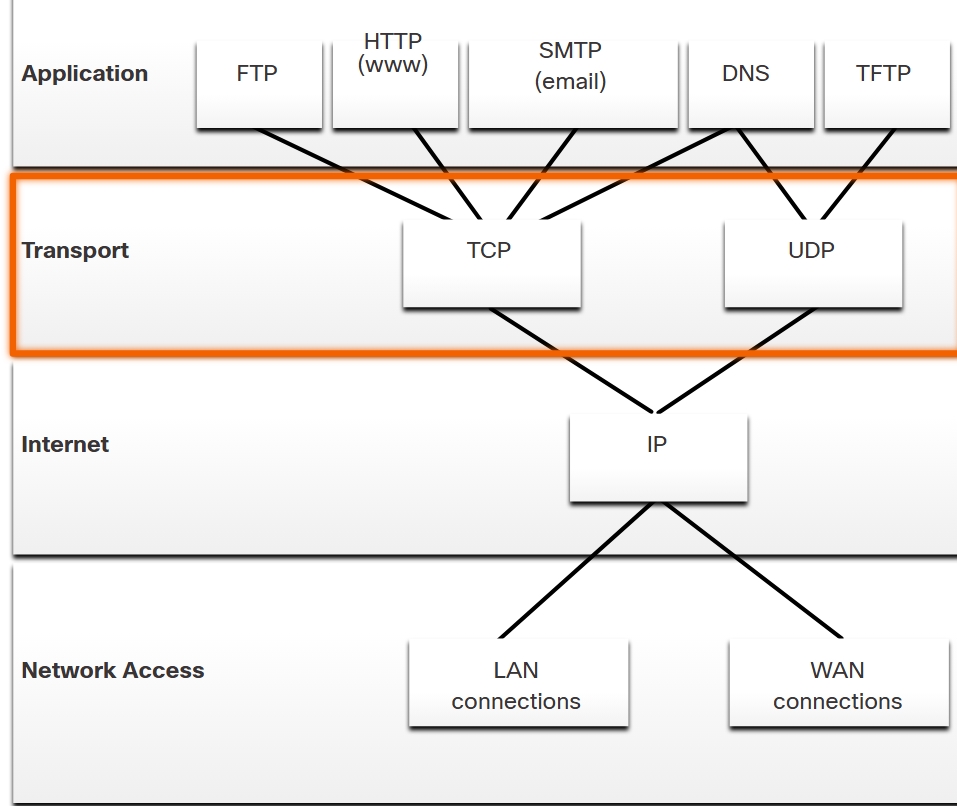 Application
FTP
HTTP
(www)
SMTP
(email)
DNS
TFTP
Transport
TCP
UDP
Internet
IP
Network Access
LAN
connections
WAN
connections